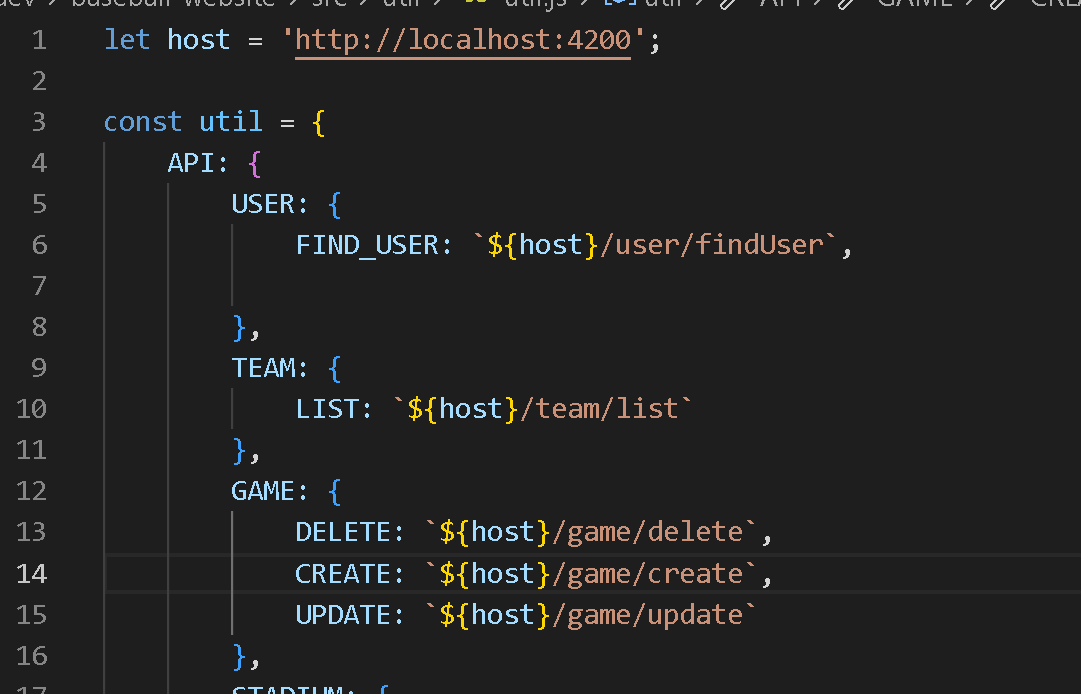 dev > baseball-website > src > util > JS util.js > util > API > GAME > CREA
1 let host = 'http://localhost:4200';
2
3 const util = {
4 API: {
5 USER: {
6 FIND_USER: `${host}/user/findUser`,
7
8 },
9 TEAM: {
10 LIST: `${host}/team/list`
11 },
12 GAME: {
13 DELETE: `${host}/game/delete`,
14 CREATE: `${host}/game/create`,
15 UPDATE: `${host}/game/update`
16 },
17 STADIUM: {